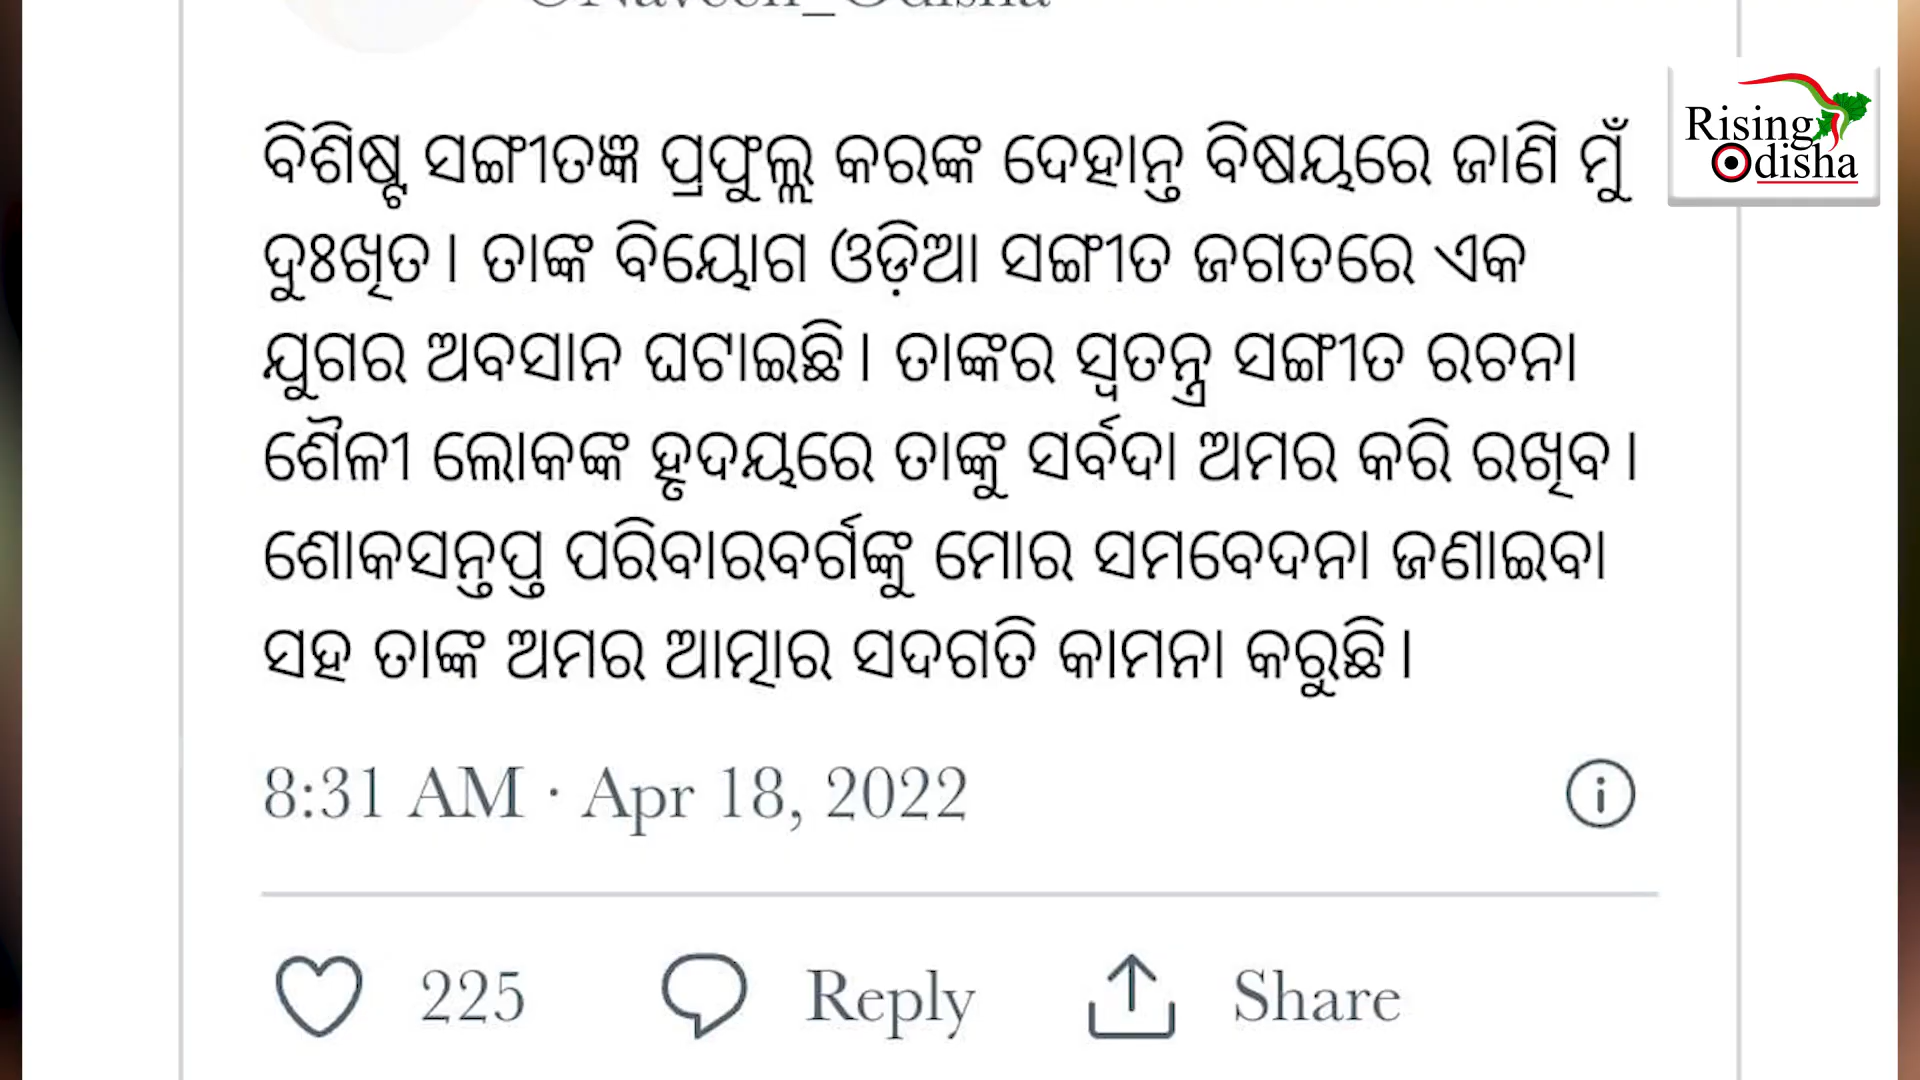 @Naveen_Odisha
ବିଶିଷ୍ଟ ସଙ୍ଗୀତଜ୍ଞ ପ୍ରଫୁଲ୍ଲ କରଙ୍କ ଦେହାନ୍ତ ବିଷୟରେ ଜାଣି ମୁଁ
ଦୁଃଖିତ। ତାଙ୍କ ବିୟୋଗ ଓଡ଼ିଆ ସଙ୍ଗୀତ ଜଗତରେ ଏକ
ଯୁଗର ଅବସାନ ଘଟାଇଛି। ତାଙ୍କର ସ୍ୱତନ୍ତ୍ର ସଙ୍ଗୀତ ରଚନା
ଶୈଳୀ ଲୋକଙ୍କ ହୃଦୟରେ ତାଙ୍କୁ ସର୍ବଦା ଅମର କରି ରଖିବ।
ଶୋକସନ୍ତପ୍ତ ପରିବାରବର୍ଗଙ୍କୁ ମୋର ସମବେଦନା ଜଣାଇବା
ସହ ତାଙ୍କ ଅମର ଆତ୍ମାର ସଦଗତି କାମନା କରୁଛି।
8:31 AM · Apr 18, 2022
225 Reply Share
Rising
Odisha